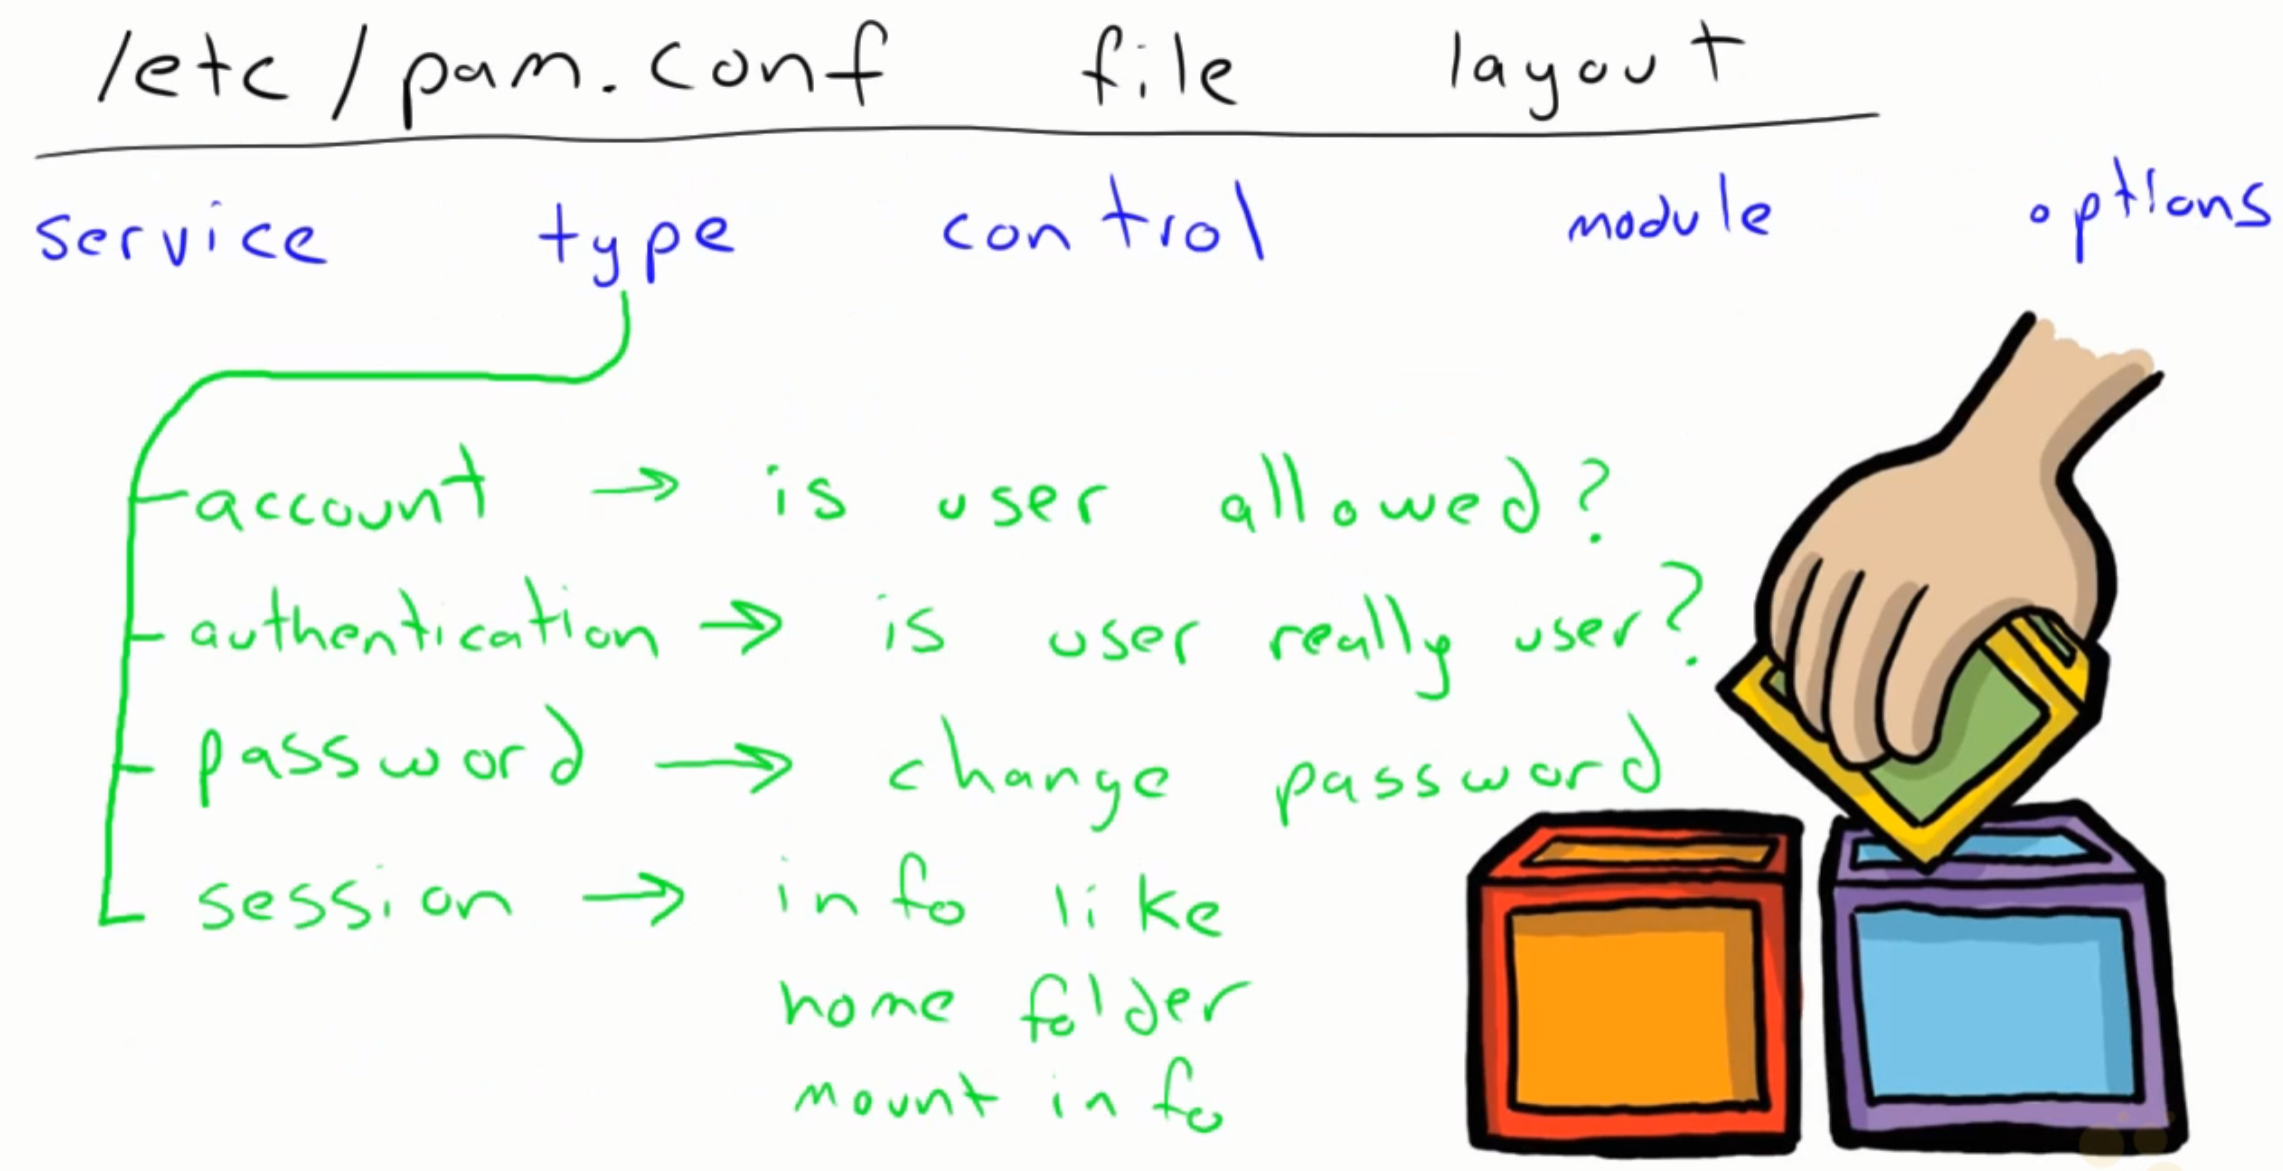 /etc/pam.conf file layout
service type control module options
account → is user allowed?
authentication → is user really user?
password → change password
session → info like
home folder
mount info